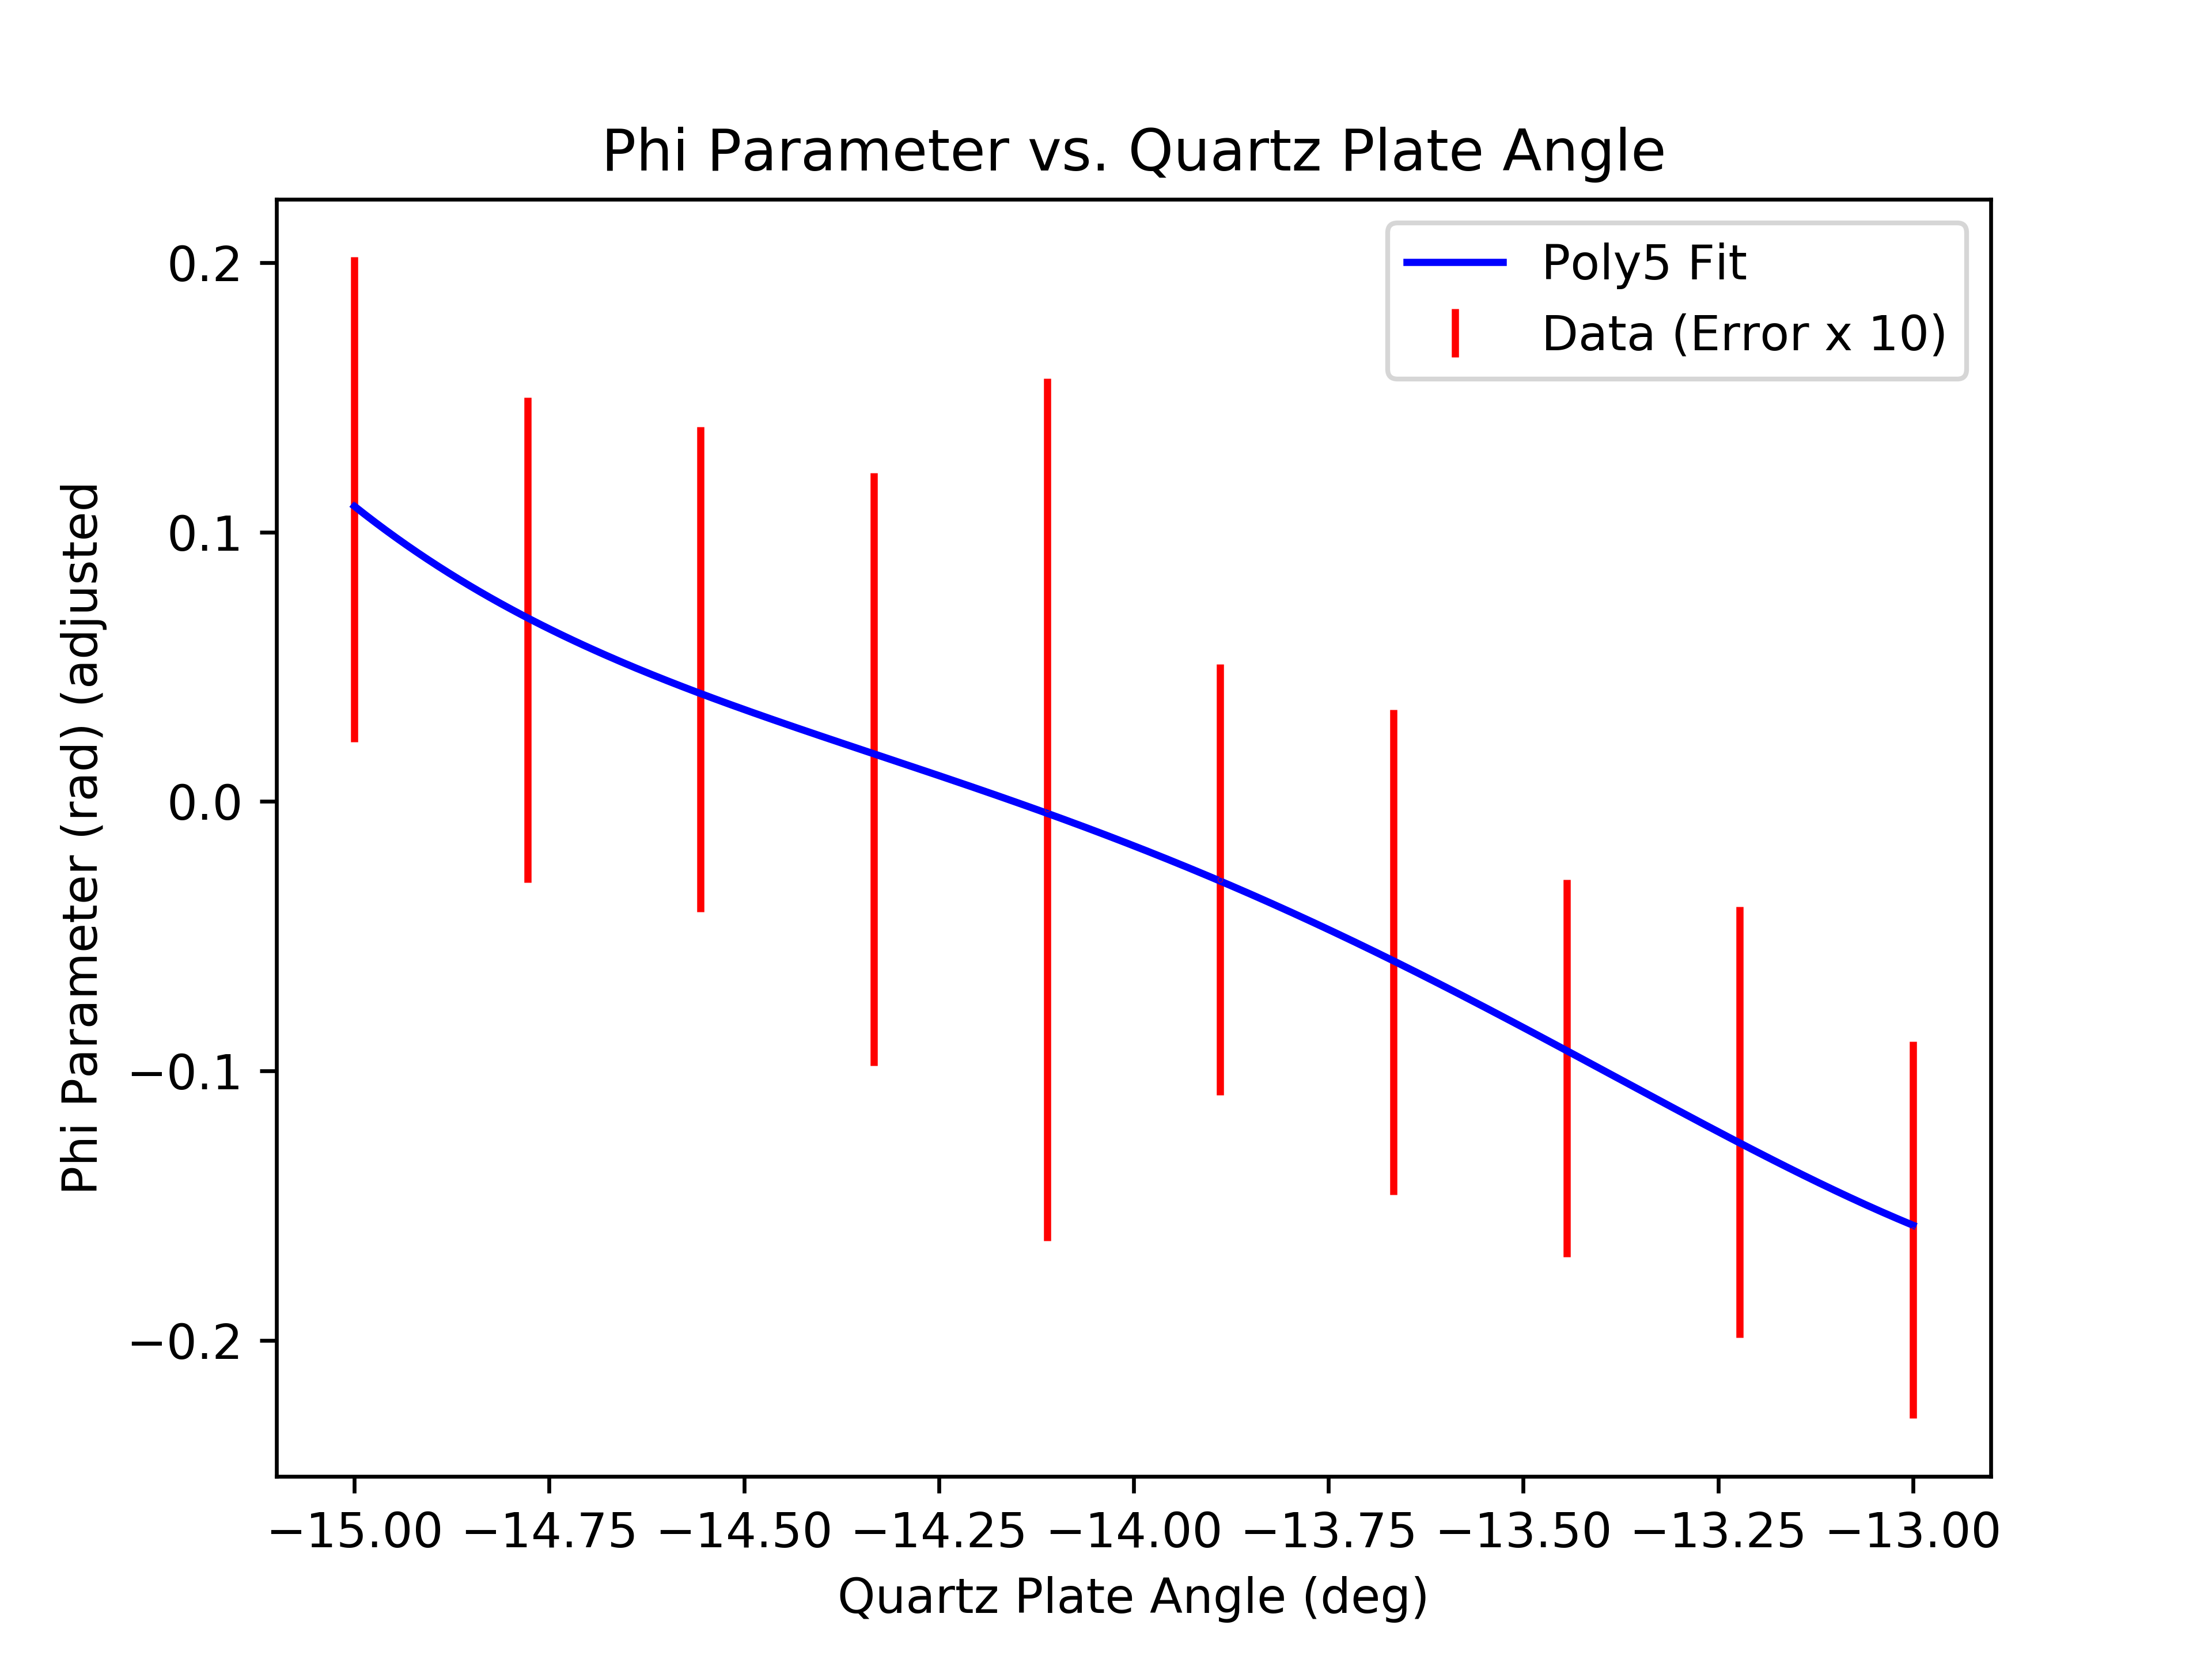 Phi Parameter vs. Quartz Plate Angle
Poly5 Fit
Data (Error x 10)
Phi Parameter (rad) (adjusted
0.2
0.1
0.0
−0.1
−0.2
−15.00 −14.75 −14.50 −14.25 −14.00 −13.75 −13.50 −13.25 −13.00
Quartz Plate Angle (deg)